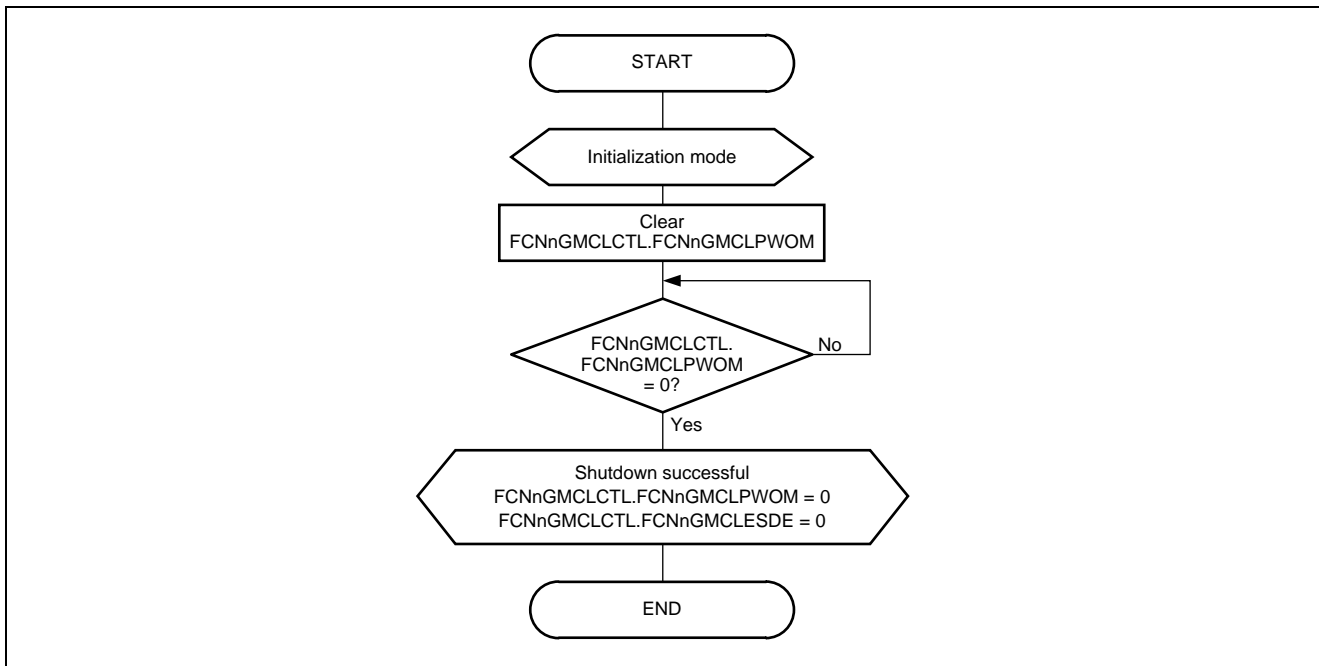 START
Initialization mode
Clear
FCNnGMCLCTL.FCNnGMCLPWOM
FCNnGMCLCTL.
FCNnGMCLPWOM
= 0?
No
Yes
Shutdown successful
FCNnGMCLCTL.FCNnGMCLPWOM = 0
FCNnGMCLCTL.FCNnGMCLESDE = 0
END